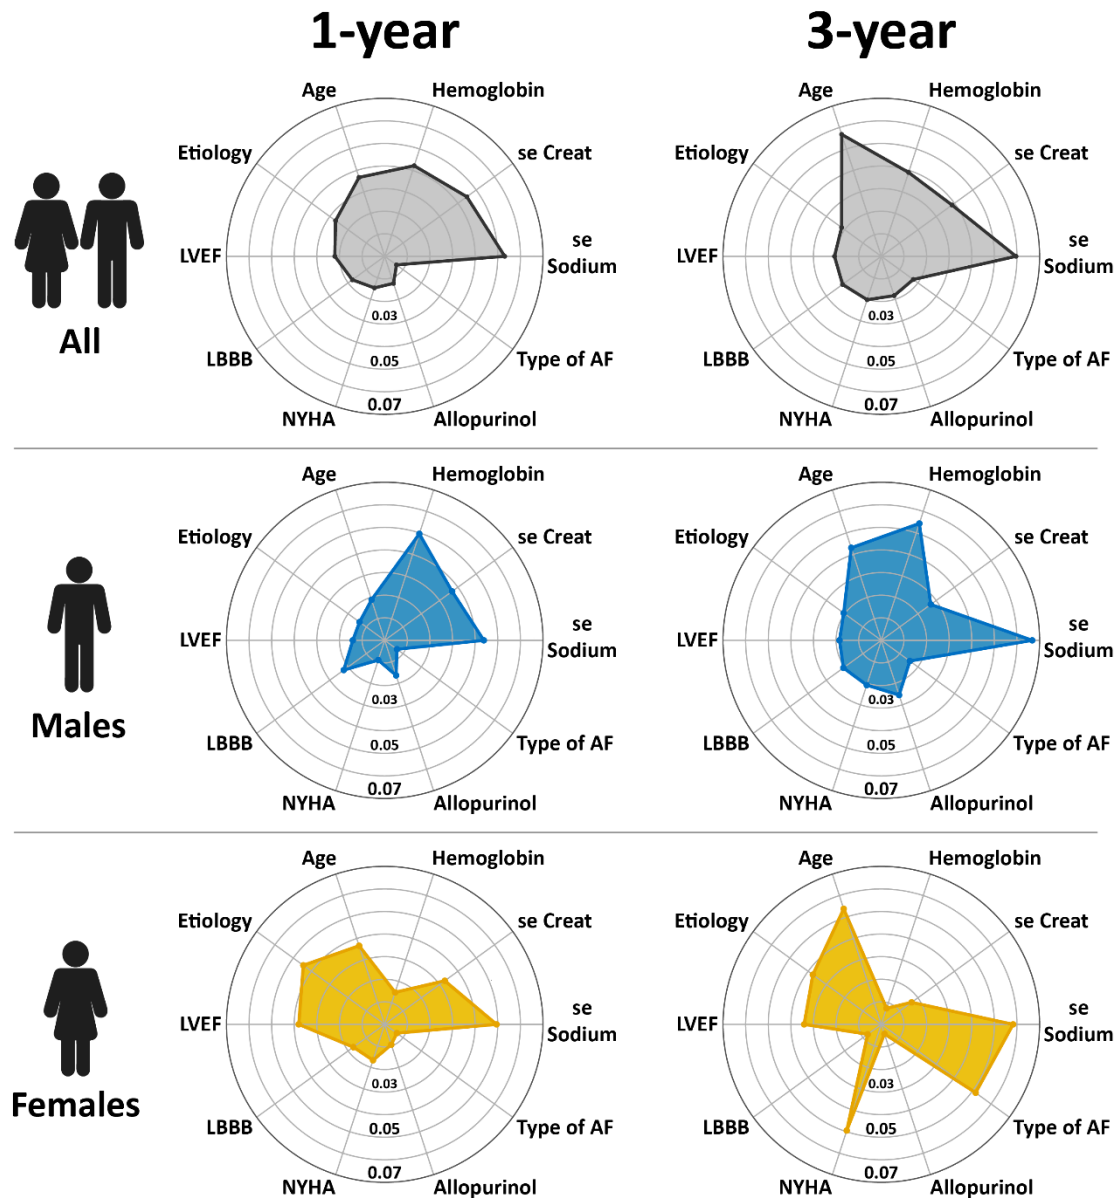 1-year
3-year
Age
Hemoglobin
Etiology
se Creat
LVEF
se
Sodium
LBBB
Type of AF
NYHA
Allopurinol
0.03
0.05
0.07
Age
Hemoglobin
Etiology
se Creat
LVEF
se
Sodium
LBBB
Type of AF
NYHA
Allopurinol
0.03
0.05
0.07
All
Age
Hemoglobin
Etiology
se Creat
LVEF
se
Sodium
LBBB
Type of AF
NYHA
Allopurinol
0.03
0.05
0.07
Age
Hemoglobin
Etiology
se Creat
LVEF
se
Sodium
LBBB
Type of AF
NYHA
Allopurinol
0.03
0.05
0.07
Males
Age
Hemoglobin
Etiology
se Creat
LVEF
se
Sodium
LBBB
Type of AF
NYHA
Allopurinol
0.03
0.05
0.07
Age
Hemoglobin
Etiology
se Creat
LVEF
se
Sodium
LBBB
Type of AF
NYHA
Allopurinol
0.03
0.05
0.07
Females